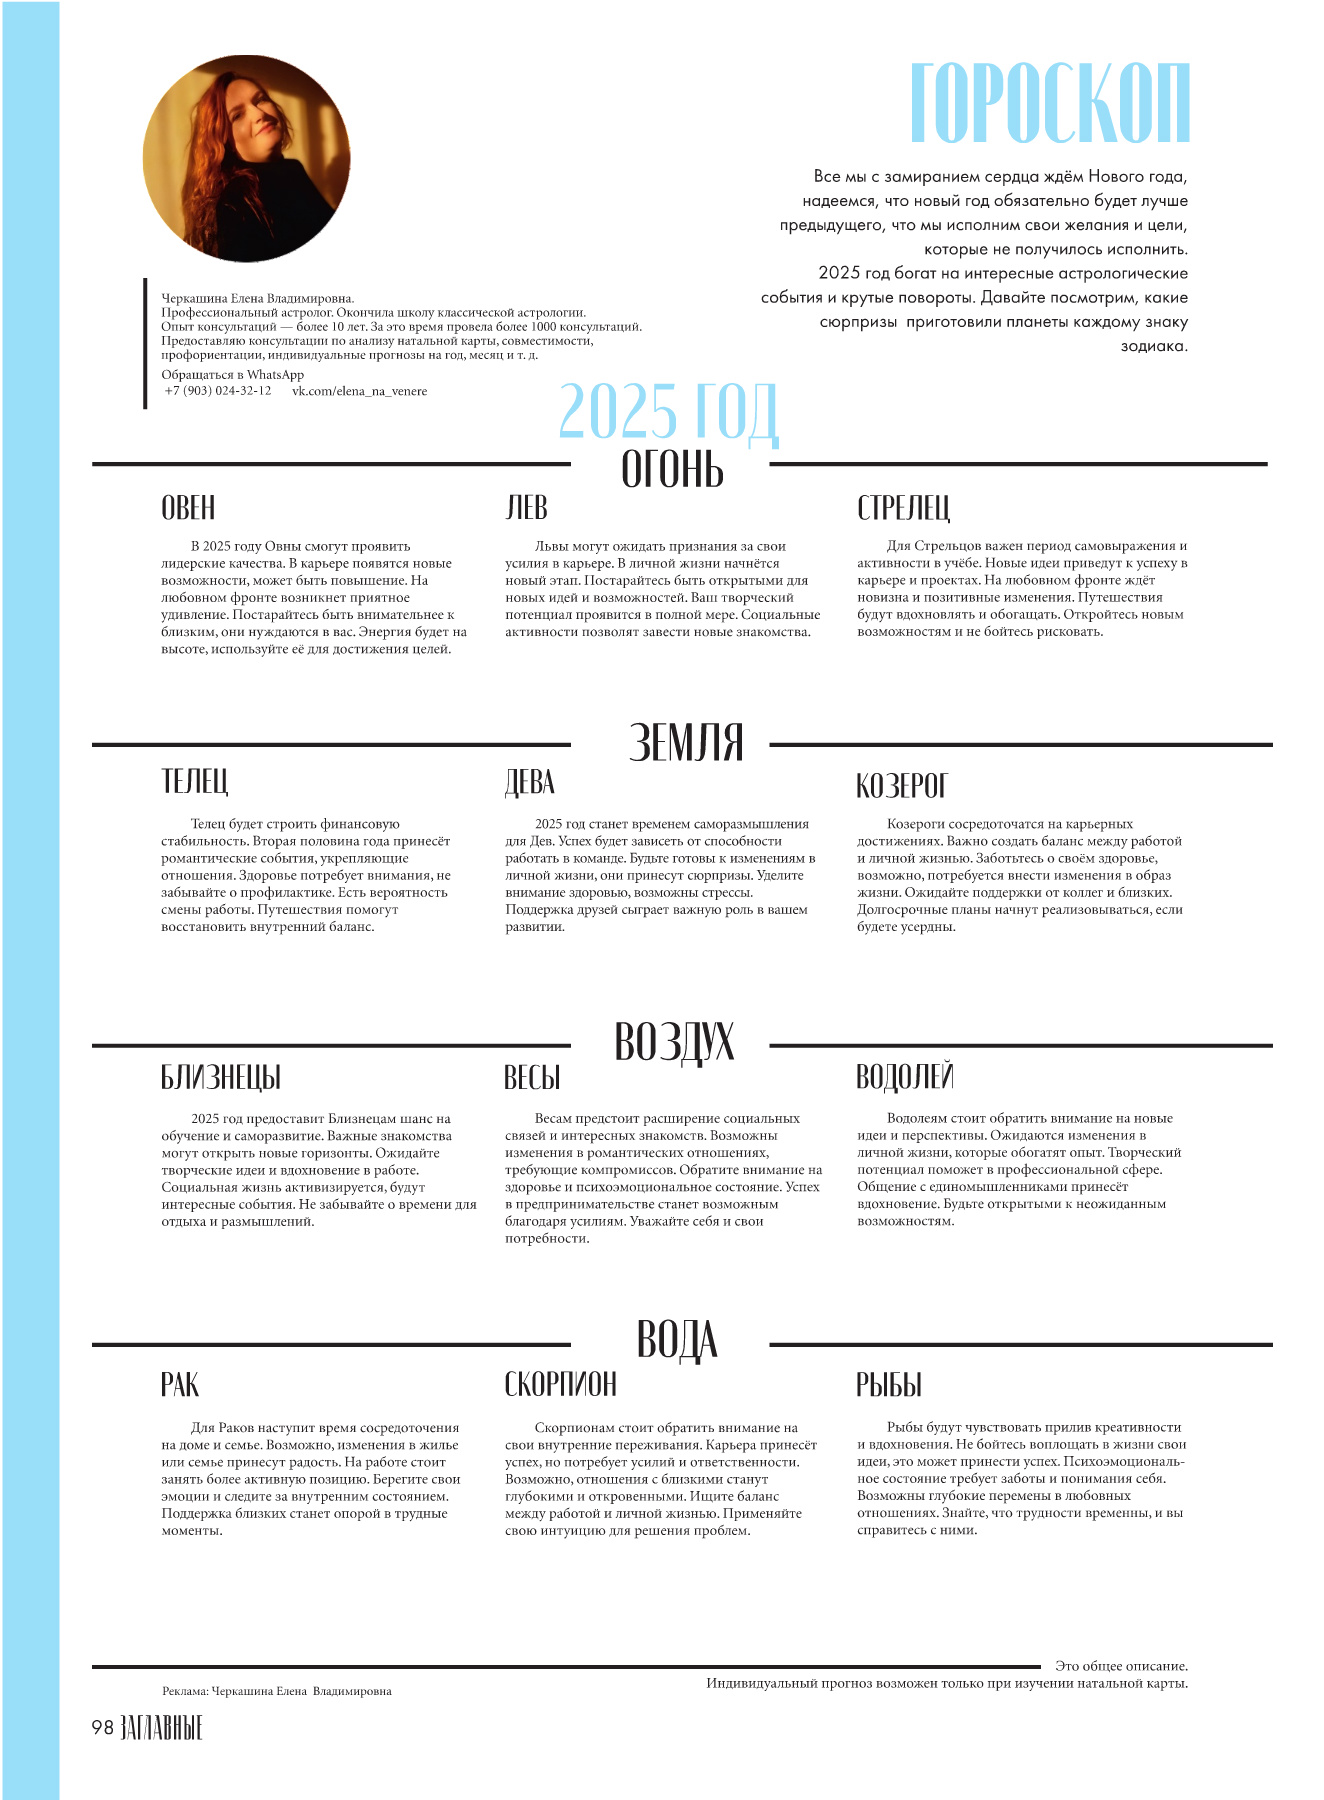 ГОРОСКОП
Все мы с замиранием сердца ждём Нового года,
надеемся, что новый год обязательно будет лучше
предыдущего, что мы исполним свои желания и цели,
которые не получилось исполнить.
2025 год богат на интересные астрологические
события и крутые повороты. Давайте посмотрим, какие
сюрпризы приготовили планеты каждому знаку
зодиака.
Черкашина Елена Владимировна.
Профессиональный астролог. Окончила школу классической астрологии.
Опыт консультаций — более 10 лет. За это время провела более 1000 консультаций.
Предоставляю консультации по анализу натальной карты, совместимости,
профориентации, индивидуальные прогнозы на год, месяц и т. д.
Обращаться в WhatsApp
+7 (903) 024-32-12 vk.com/elena_na_venere
2025 ГОД
ОГОНЬ
ОВЕН
В 2025 году Овны смогут проявить
лидерские качества. В карьере появятся новые
возможности, может быть повышение. На
любовном фронте возникнет приятное
удивление. Постарайтесь быть внимательнее к
близким, они нуждаются в вас. Энергия будет на
высоте, используйте её для достижения целей.
ЛЕВ
Львы могут ожидать признания за свои
усилия в карьере. В личной жизни начнётся
новый этап. Постарайтесь быть открытыми для
новых идей и возможностей. Ваш творческий
потенциал проявится в полной мере. Социальные
активности позволят завести новые знакомства.
СТРЕЛЕЦ
Для Стрельцов важен период самовыражения и
активности в учёбе. Новые идеи приведут к успеху в
карьере и проектах. На любовном фронте ждёт
новизна и позитивные изменения. Путешествия
будут вдохновлять и обогащать. Откройтесь новым
возможностям и не бойтесь рисковать.
ЗЕМЛЯ
ТЕЛЕЦ
Телец будет строить финансовую
стабильность. Вторая половина года принесёт
романтические события, укрепляющие
отношения. Здоровье потребует внимания, не
забывайте о профилактике. Есть вероятность
смены работы. Путешествия помогут
восстановить внутренний баланс.
ДЕВА
2025 год станет временем саморазмышления
для Дев. Успех будет зависеть от способности
работать в команде. Будьте готовы к изменениям в
личной жизни, они принесут сюрпризы. Уделите
внимание здоровью, возможны стрессы.
Поддержка друзей сыграет важную роль в вашем
развитии.
КОЗЕРОГ
Козероги сосредоточатся на карьерных
достижениях. Важно создать баланс между работой
и личной жизнью. Заботьтесь о своём здоровье,
возможно, потребуется внести изменения в образ
жизни. Ожидайте поддержки от коллег и близких.
Долгосрочные планы начнут реализовываться, если
будете усердны.
ВОЗДУХ
БЛИЗНЕЦЫ
2025 год предоставит Близнецам шанс на
обучение и саморазвитие. Важные знакомства
могут открыть новые горизонты. Ожидайте
творческие идеи и вдохновение в работе.
Социальная жизнь активизируется, будут
интересные события. Не забывайте о времени для
отдыха и размышлений.
ВЕСЫ
Весам предстоит расширение социальных
связей и интересных знакомств. Возможны
изменения в романтических отношениях,
требующие компромиссов. Обратите внимание на
здоровье и психоэмоциональное состояние. Успех
в предпринимательстве станет возможным
благодаря усилиям. Уважайте себя и свои
потребности.
ВОДОЛЕЙ
Водолеям стоит обратить внимание на новые
идеи и перспективы. Ожидаются изменения в
личной жизни, которые обогатят опыт. Творческий
потенциал поможет в профессиональной сфере.
Общение с единомышленниками принесёт
вдохновение. Будьте открытыми к неожиданным
возможностям.
ВОДА
РАК
Для Раков наступит время сосредоточения
на доме и семье. Возможно, изменения в жилье
или семье принесут радость. На работе стоит
занять более активную позицию. Берегите свои
эмоции и следите за внутренним состоянием.
Поддержка близких станет опорой в трудные
моменты.
СКОРПИОН
Скорпионам стоит обратить внимание на
свои внутренние переживания. Карьера принесёт
успех, но потребует усилий и ответственности.
Возможно, отношения с близкими станут
глубокими и откровенными. Ищите баланс
между работой и личной жизнью. Применяйте
свою интуицию для решения проблем.
РЫБЫ
Рыбы будут чувствовать прилив креативности
и вдохновения. Не бойтесь воплощать в жизни свои
идеи, это может принести успех. Психоэмоциональ-
ное состояние требует заботы и понимания себя.
Возможны глубокие перемены в любовных
отношениях. Знайте, что трудности временны, и вы
справитесь с ними.
Это общее описание.
Индивидуальный прогноз возможен только при изучении натальной карты.
Реклама: Черкашина Елена Владимировна
98 ЗАГЛАВНЫЕ